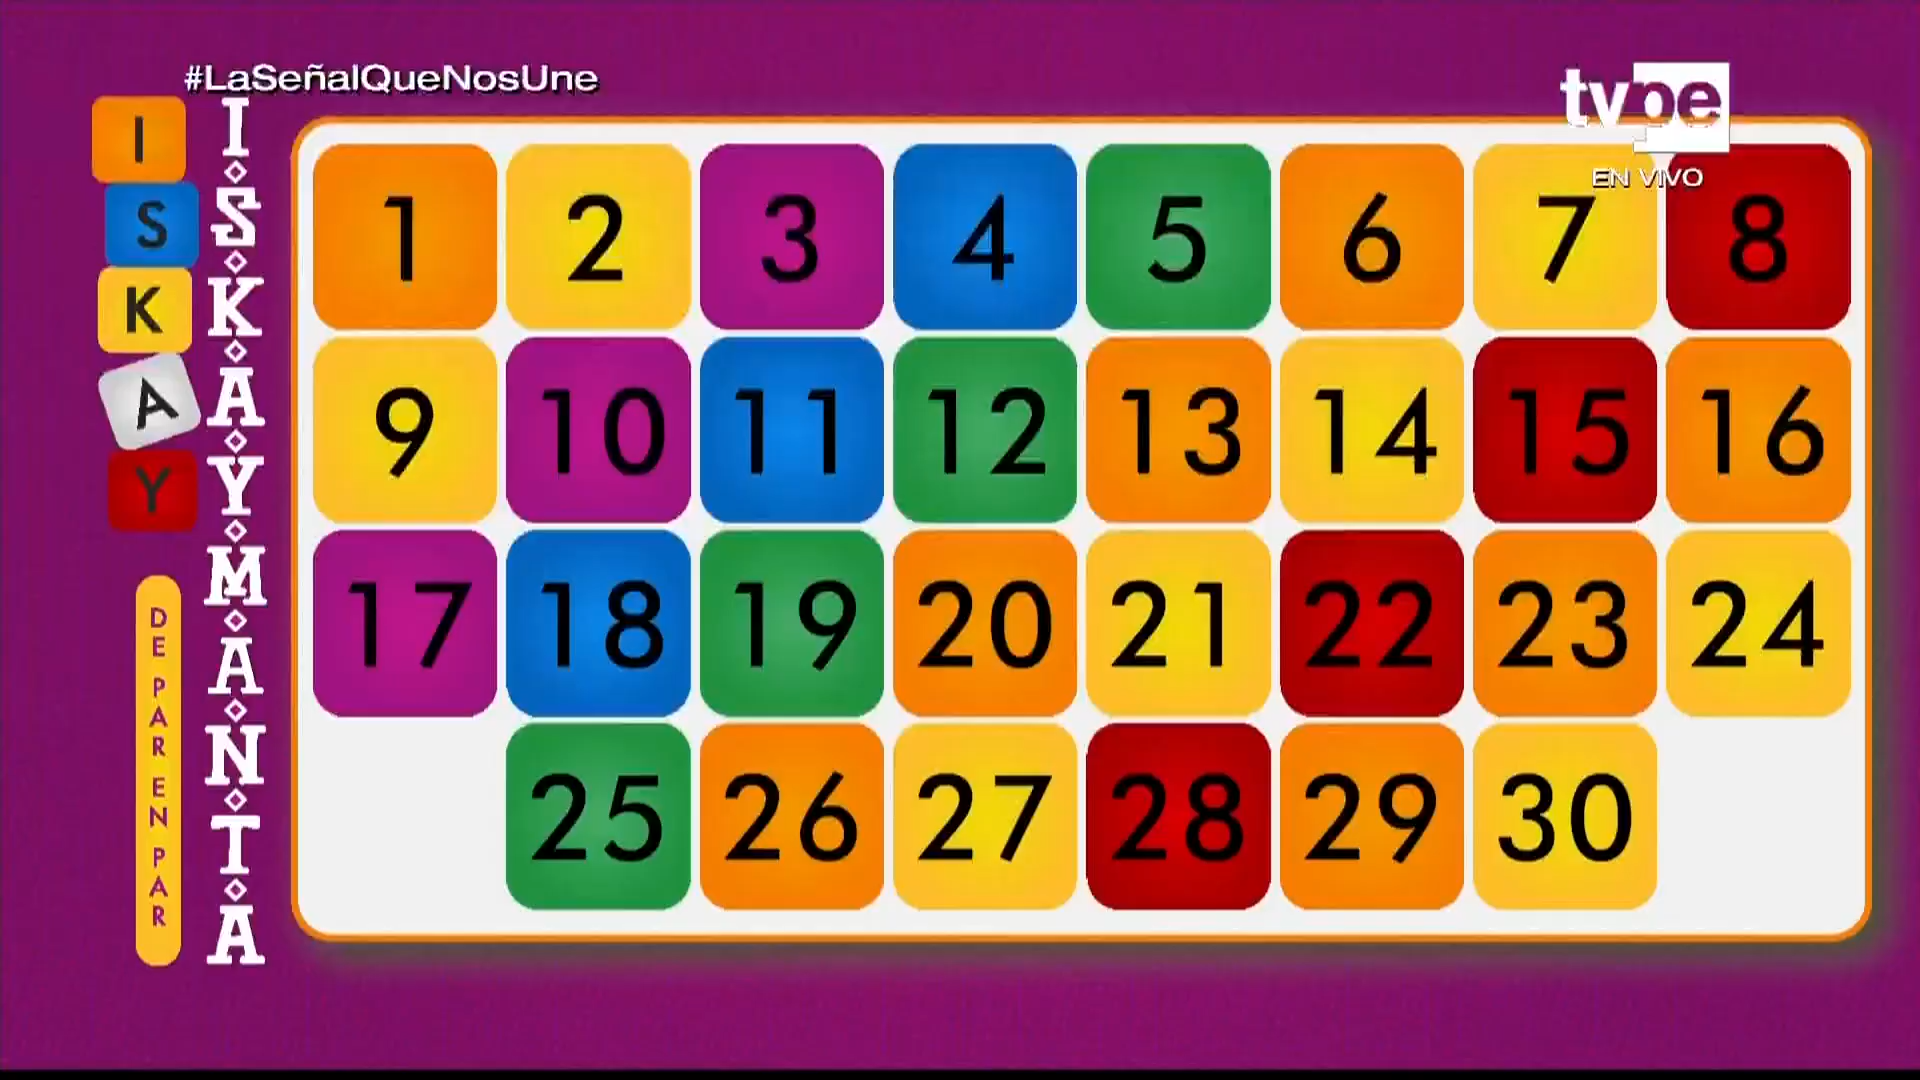 #LaSeñalQueNosUne
tvpe
EN VIVO
ISKAY
ISKAYMANTA
DE PAR EN PAR
1 2 3 4 5 6 7 8
9 10 11 12 13 14 15 16
17 18 19 20 21 22 23 24
25 26 27 28 29 30